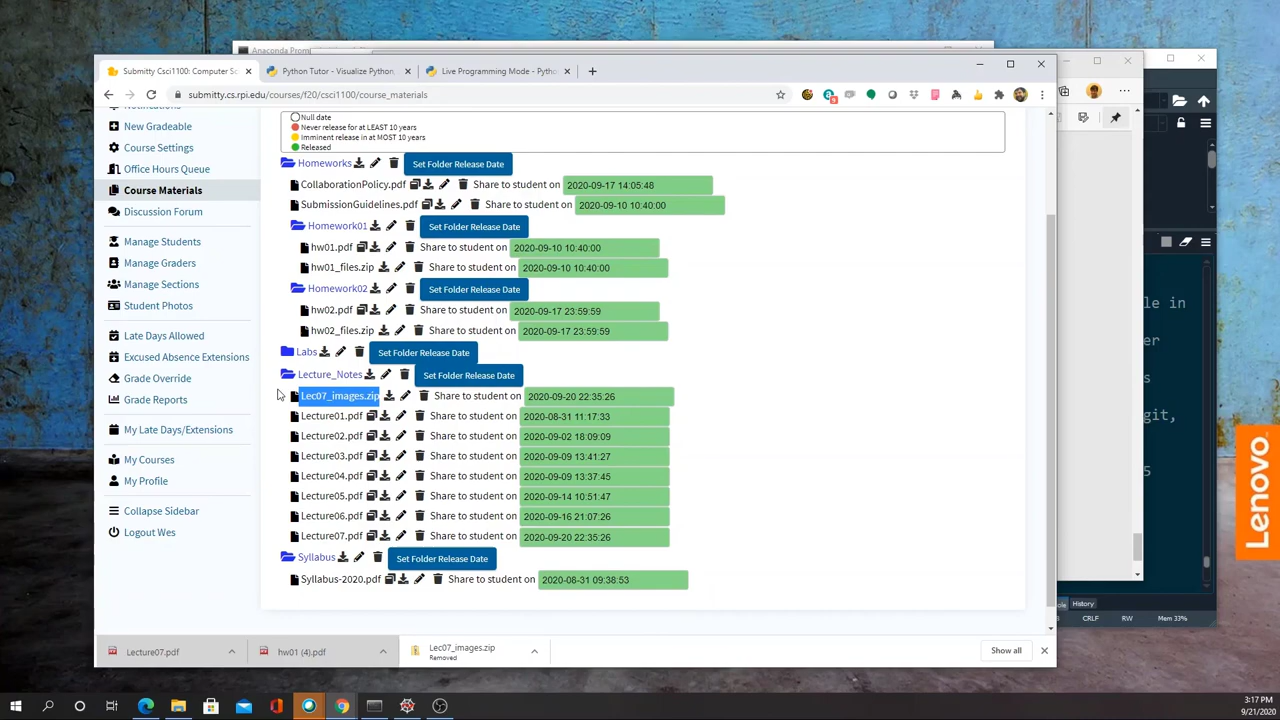 Anaconda Prom
Submitty Csci1100: Computer Sc
Python Tutor - Visualize Python,
Live Programming Mode - Pytho
submitty.cs.rpi.edu/courses/f20/csci1100/course_materials
Notifications
New Gradeable
Course Settings
Office Hours Queue
Course Materials
Discussion Forum
Manage Students
Manage Graders
Manage Sections
Student Photos
Late Days Allowed
Excused Absence Extensions
Grade Override
Grade Reports
My Late Days/Extensions
My Courses
My Profile
Collapse Sidebar
Logout Wes
Null date
Never release for at LEAST 10 years
Imminent release in at MOST 10 years
Released
Homeworks Set Folder Release Date
CollaborationPolicy.pdf Share to student on 2020-09-17 14:05:48
SubmissionGuidelines.pdf Share to student on 2020-09-10 10:40:00
Homework01 Set Folder Release Date
hw01.pdf Share to student on 2020-09-10 10:40:00
hw01_files.zip Share to student on 2020-09-10 10:40:00
Homework02 Set Folder Release Date
hw02.pdf Share to student on 2020-09-17 23:59:59
hw02_files.zip Share to student on 2020-09-17 23:59:59
Labs Set Folder Release Date
Lecture_Notes Set Folder Release Date
Lec07_images.zip Share to student on 2020-09-20 22:35:26
Lecture01.pdf Share to student on 2020-08-31 11:17:33
Lecture02.pdf Share to student on 2020-09-02 18:09:09
Lecture03.pdf Share to student on 2020-09-09 13:41:27
Lecture04.pdf Share to student on 2020-09-09 13:37:45
Lecture05.pdf Share to student on 2020-09-14 10:51:47
Lecture06.pdf Share to student on 2020-09-16 21:07:26
Lecture07.pdf Share to student on 2020-09-20 22:35:26
Syllabus Set Folder Release Date
Syllabus-2020.pdf Share to student on 2020-08-31 09:38:53
Lecture07.pdf
hw01 (4).pdf
Lec07_images.zip
Removed
Show all
le in
er
s
git,
s
ole History
CRLF RW Mem 33%
Lenovo
3:17 PM
9/21/2020